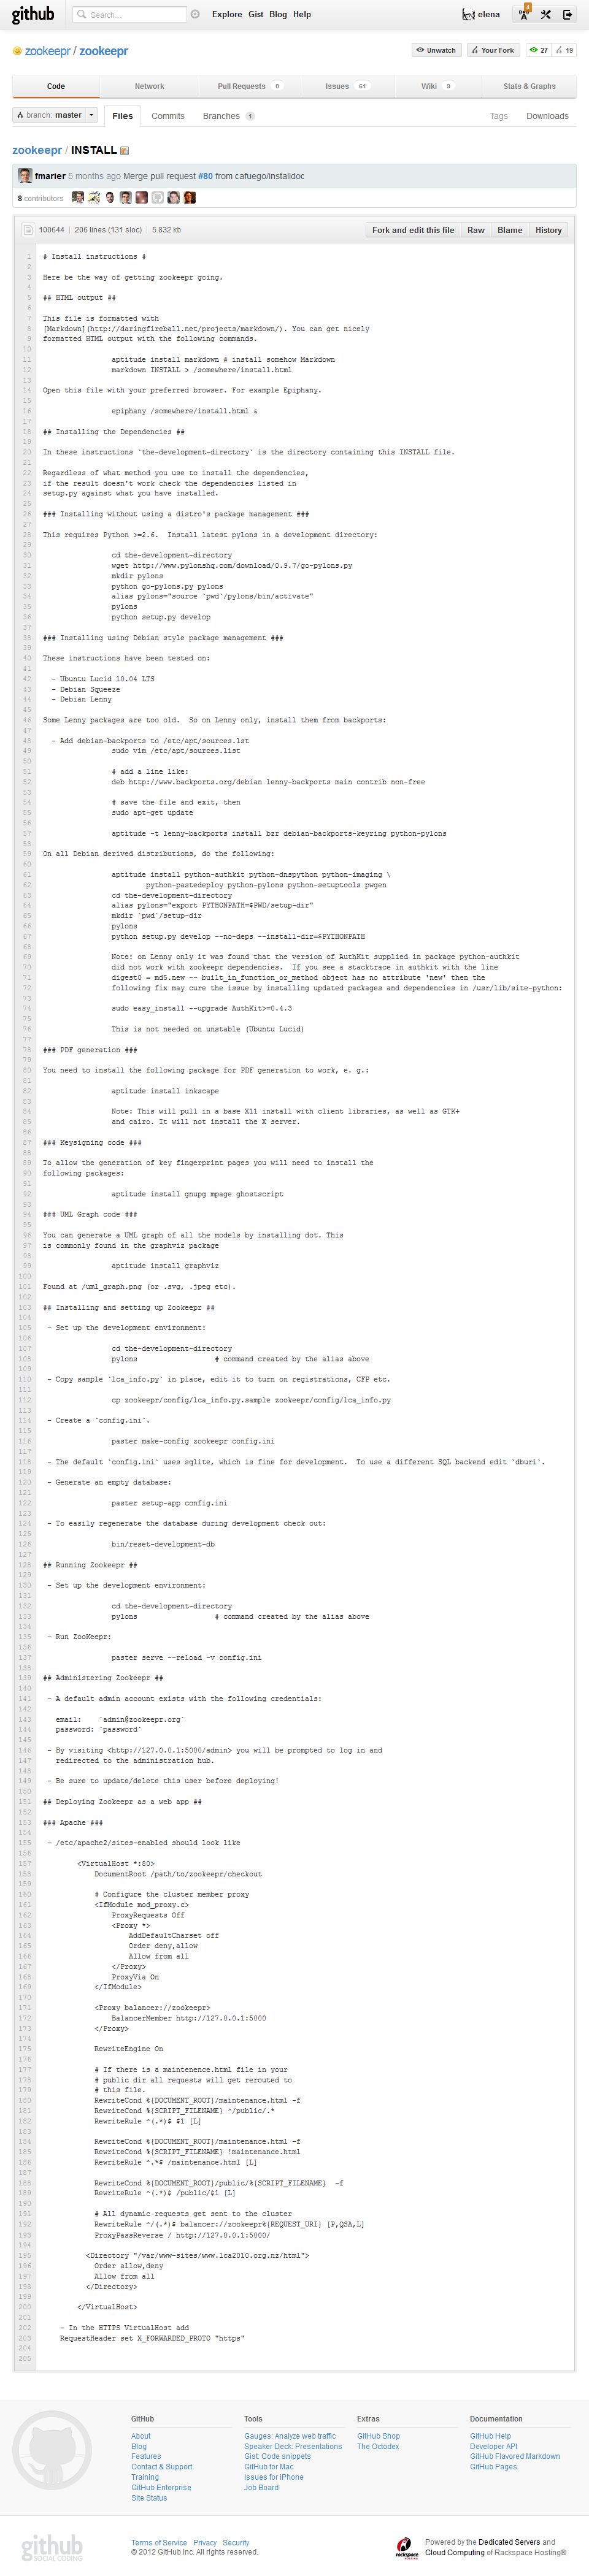 github
Search...
Explore Gist Blog Help
elena
4
zookeepr / zookeepr
Unwatch
Your Fork
27
19
Code
Network
Pull Requests 0
Issues 61
Wiki 9
Stats & Graphs
branch: master
Files
Commits
Branches 1
Tags
Downloads
zookeepr / INSTALL
fmarier 5 months ago Merge pull request #80 from cafuego/installdoc
8 contributors
100644 206 lines (131 sloc) 5.832 kb
Fork and edit this file Raw Blame History
1 # Install instructions #
2
3 Here be the way of getting zookeepr going.
4
5 ## HTML output ##
6
7 This file is formatted with
8 [Markdown](http://daringfireball.net/projects/markdown/). You can get nicely
9 formatted HTML output with the following commands.
10
11 aptitude install markdown # install somehow Markdown
12 markdown INSTALL > /somewhere/install.html
13
14 Open this file with your preferred browser. For example Epiphany.
15
16 epiphany /somewhere/install.html &
17
18 ## Installing the Dependencies ##
19
20 In these instructions `the-development-directory` is the directory containing this INSTALL file.
21
22 Regardless of what method you use to install the dependencies,
23 if the result doesn't work check the dependencies listed in
24 setup.py against what you have installed.
25
26 ### Installing without using a distro's package management ###
27
28 This requires Python >=2.6. Install latest pylons in a development directory:
29
30 cd the-development-directory
31 wget http://www.pylonshq.com/download/0.9.7/go-pylons.py
32 mkdir pylons
33 python go-pylons.py pylons
34 alias pylons="source `pwd`/pylons/bin/activate"
35 pylons
36 python setup.py develop
37
38 ### Installing using Debian style package management ###
39
40 These instructions have been tested on:
41
42 - Ubuntu Lucid 10.04 LTS
43 - Debian Squeeze
44 - Debian Lenny
45
46 Some Lenny packages are too old. So on Lenny only, install them from backports:
47
48 - Add debian-backports to /etc/apt/sources.lst
49 sudo vim /etc/apt/sources.list
50
51 # add a line like:
52 deb http://www.backports.org/debian lenny-backports main contrib non-free
53
54 # save the file and exit, then
55 sudo apt-get update
56
57 aptitude -t lenny-backports install bzr debian-backports-keyring python-pylons
58
59 On all Debian derived distributions, do the following:
60
61 aptitude install python-authkit python-dnspython python-imaging \
62 python-pastedeploy python-pylons python-setuptools pwgen
63 cd the-development-directory
64 alias pylons="export PYTHONPATH=$PWD/setup-dir"
65 mkdir `pwd`/setup-dir
66 pylons
67 python setup.py develop --no-deps --install-dir=$PYTHONPATH
68
69 Note: on Lenny only it was found that the version of AuthKit supplied in package python-authkit
70 did not work with zookeepr dependencies. If you see a stacktrace in authkit with the line
71 digest0 = md5.new -- built_in_function_or_method object has no attribute 'new' then the
72 following fix may cure the issue by installing updated packages and dependencies in /usr/lib/site-python:
73
74 sudo easy_install --upgrade AuthKit>=0.4.3
75
76 This is not needed on unstable (Ubuntu Lucid)
77
78 ### PDF generation ###
79
80 You need to install the following package for PDF generation to work, e. g.:
81
82 aptitude install inkscape
83
84 Note: This will pull in a base X11 install with client libraries, as well as GTK+
85 and cairo. It will not install the X server.
86
87 ### Keysigning code ###
88
89 To allow the generation of key fingerprint pages you will need to install the
90 following packages:
91
92 aptitude install gnupg mpage ghostscript
93
94 ### UML Graph code ###
95
96 You can generate a UML graph of all the models by installing dot. This
97 is commonly found in the graphviz package
98
99 aptitude install graphviz
100
101 Found at /uml_graph.png (or .svg, .jpeg etc).
102
103 ## Installing and setting up Zookeepr ##
104
105 - Set up the development environment:
106
107 cd the-development-directory
108 pylons # command created by the alias above
109
110 - Copy sample `lca_info.py` in place, edit it to turn on registrations, CFP etc.
111
112 cp zookeepr/config/lca_info.py.sample zookeepr/config/lca_info.py
113
114 - Create a `config.ini`.
115
116 paster make-config zookeepr config.ini
117
118 - The default `config.ini` uses sqlite, which is fine for development. To use a different SQL backend edit `dburi`.
119
120 - Generate an empty database:
121
122 paster setup-app config.ini
123
124 - To easily regenerate the database during development check out:
125
126 bin/reset-development-db
127
128 ## Running Zookeepr ##
129
130 - Set up the development environment:
131
132 cd the-development-directory
133 pylons # command created by the alias above
134
135 - Run ZooKeepr:
136
137 paster serve --reload -v config.ini
138
139 ## Administering Zookeepr ##
140
141 - A default admin account exists with the following credentials:
142
143 email: `admin@zookeepr.org`
144 password: `password`
145
146 - By visiting <http://127.0.0.1:5000/admin> you will be prompted to log in and
147 redirected to the administration hub.
148
149 - Be sure to update/delete this user before deploying!
150
151 ## Deploying Zookeepr as a web app ##
152
153 ### Apache ###
154
155 - /etc/apache2/sites-enabled should look like
156
157 <VirtualHost *:80>
158 DocumentRoot /path/to/zookeepr/checkout
159
160 # Configure the cluster member proxy
161 <IfModule mod_proxy.c>
162 ProxyRequests Off
163 <Proxy *>
164 AddDefaultCharset off
165 Order deny,allow
166 Allow from all
167 </Proxy>
168 ProxyVia On
169 </IfModule>
170
171 <Proxy balancer://zookeepr>
172 BalancerMember http://127.0.0.1:5000
173 </Proxy>
174
175 RewriteEngine On
176
177 # If there is a maintenence.html file in your
178 # public dir all requests will get rerouted to
179 # this file.
180 RewriteCond %{DOCUMENT_ROOT}/maintenance.html -f
181 RewriteCond %{SCRIPT_FILENAME} ^/public/.*
182 RewriteRule ^(.*)$ $1 [L]
183
184 RewriteCond %{DOCUMENT_ROOT}/maintenance.html -f
185 RewriteCond %{SCRIPT_FILENAME} !maintenance.html
186 RewriteRule ^.*$ /maintenance.html [L]
187
188 RewriteCond %{DOCUMENT_ROOT}/public/%{SCRIPT_FILENAME} -f
189 RewriteRule ^(.*)$ /public/$1 [L]
190
191 # All dynamic requests get sent to the cluster
192 RewriteRule ^/(.*)$ balancer://zookeepr%{REQUEST_URI} [P,QSA,L]
193 ProxyPassReverse / http://127.0.0.1:5000/
194
195 <Directory "/var/www-sites/www.lca2010.org.nz/html">
196 Order allow,deny
197 Allow from all
198 </Directory>
199
200 </VirtualHost>
201
202 - In the HTTPS VirtualHost add
203 RequestHeader set X_FORWARDED_PROTO "https"
204
205
GitHub
About
Blog
Features
Contact & Support
Training
GitHub Enterprise
Site Status
Tools
Gauges: Analyze web traffic
Speaker Deck: Presentations
Gist: Code snippets
GitHub for Mac
Issues for iPhone
Job Board
Extras
GitHub Shop
The Octodex
Documentation
GitHub Help
Developer API
GitHub Flavored Markdown
GitHub Pages
github
SOCIAL CODING
Terms of Service Privacy Security
© 2012 GitHub Inc. All rights reserved.
rackspace
HOSTING
Powered by the Dedicated Servers and
Cloud Computing of Rackspace Hosting®